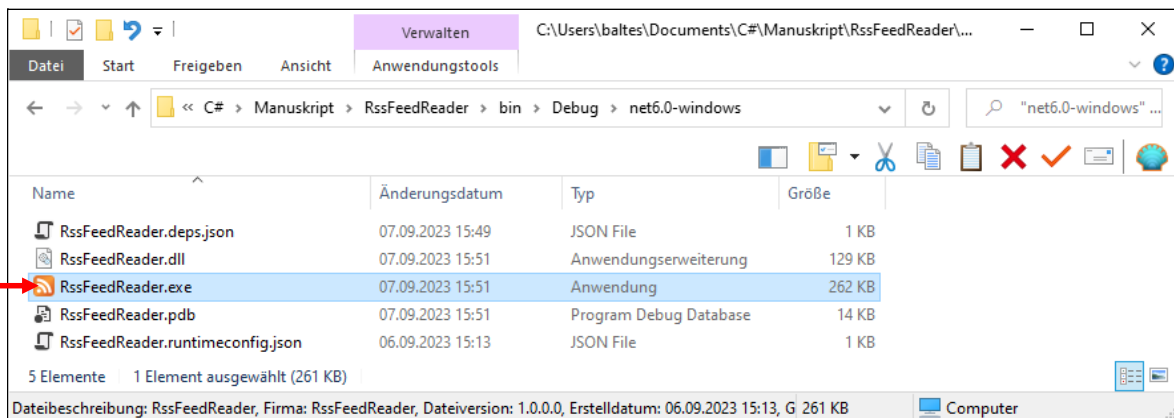 Verwalten C:\Users\baltes\Documents\C#\Manuskript\RssFeedReader\...
Datei Start Freigeben Ansicht Anwendungstools
« C# › Manuskript › RssFeedReader › bin › Debug › net6.0-windows "net6.0-windows" ...
Name Änderungsdatum Typ Größe
RssFeedReader.deps.json 07.09.2023 15:49 JSON File 1 KB
RssFeedReader.dll 07.09.2023 15:51 Anwendungserweiterung 129 KB
RssFeedReader.exe 07.09.2023 15:51 Anwendung 262 KB
RssFeedReader.pdb 07.09.2023 15:51 Program Debug Database 14 KB
RssFeedReader.runtimeconfig.json 06.09.2023 15:13 JSON File 1 KB
5 Elemente 1 Element ausgewählt (261 KB)
Dateibeschreibung: RssFeedReader, Firma: RssFeedReader, Dateiversion: 1.0.0.0, Erstelldatum: 06.09.2023 15:13, G 261 KB Computer